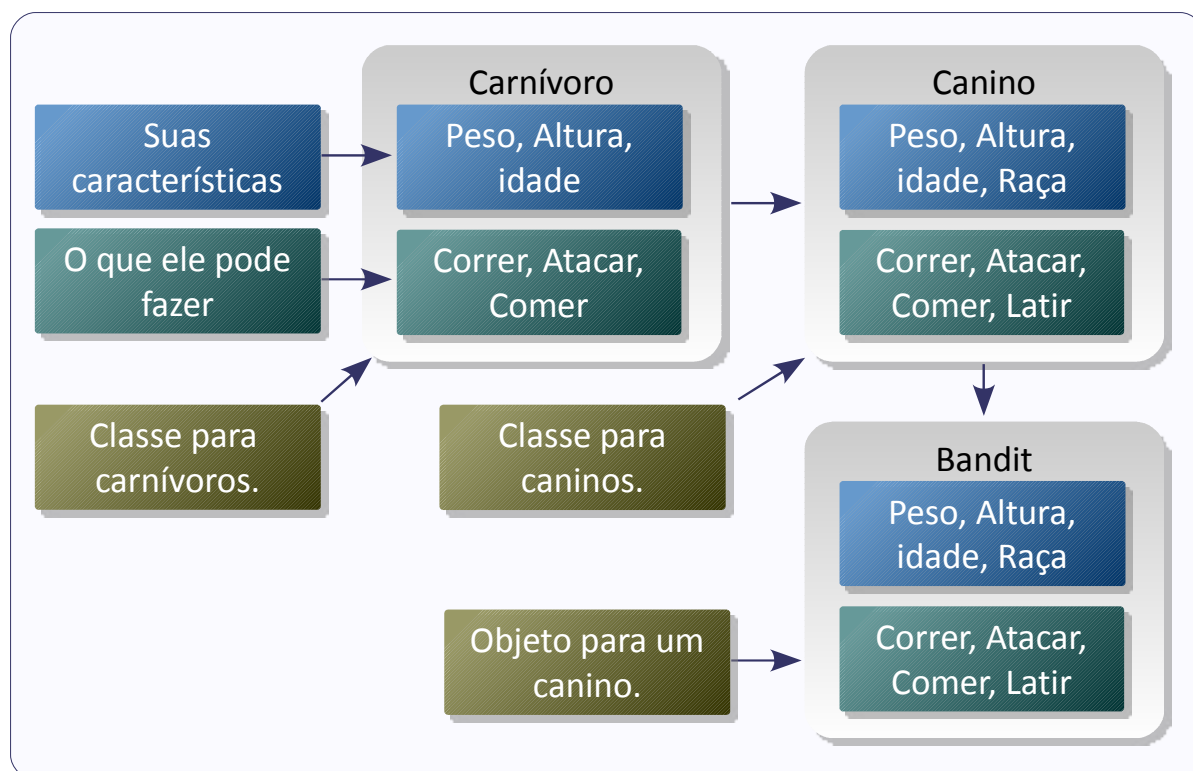 Carnívoro
Canino
Suas
características
Peso, Altura,
idade
Peso, Altura,
idade, Raça
O que ele pode
fazer
Correr, Atacar,
Comer
Correr, Atacar,
Comer, Latir
Classe para
carnívoros.
Classe para
caninos.
Bandit
Peso, Altura,
idade, Raça
Objeto para um
canino.
Correr, Atacar,
Comer, Latir